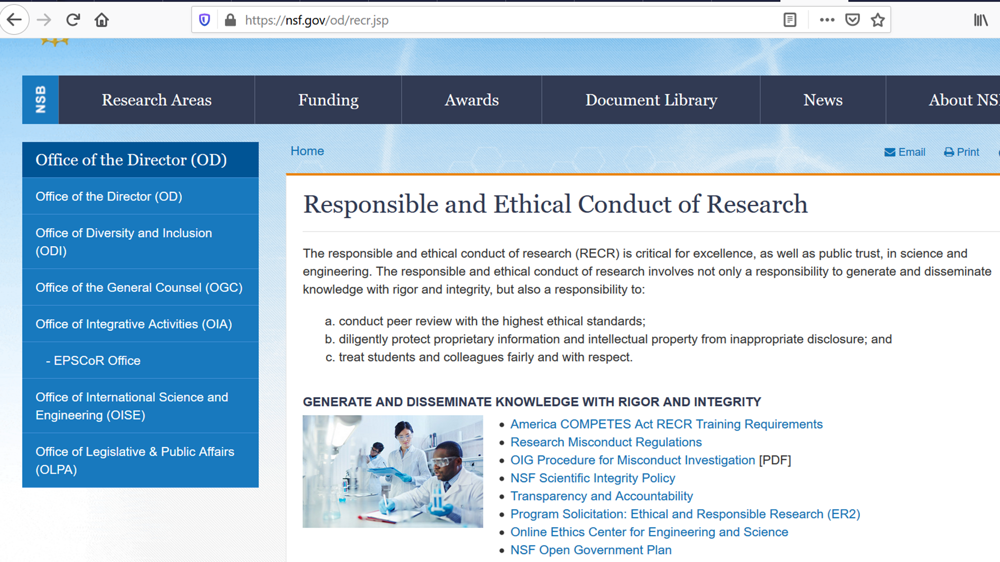 https://nsf.gov/od/recr.jsp
NSB
Research Areas
Funding
Awards
Document Library
News
About NS
Office of the Director (OD)
Office of the Director (OD)
Office of Diversity and Inclusion
(ODI)
Office of the General Counsel (OGC)
Office of Integrative Activities (OIA)
- EPSCoR Office
Office of International Science and
Engineering (OISE)
Office of Legislative & Public Affairs
(OLPA)
Home
Email
Print
Responsible and Ethical Conduct of Research
The responsible and ethical conduct of research (RECR) is critical for excellence, as well as public trust, in science and
engineering. The responsible and ethical conduct of research involves not only a responsibility to generate and disseminate
knowledge with rigor and integrity, but also a responsibility to:
a. conduct peer review with the highest ethical standards;
b. diligently protect proprietary information and intellectual property from inappropriate disclosure; and
c. treat students and colleagues fairly and with respect.
GENERATE AND DISSEMINATE KNOWLEDGE WITH RIGOR AND INTEGRITY
• America COMPETES Act RECR Training Requirements
• Research Misconduct Regulations
• OIG Procedure for Misconduct Investigation [PDF]
• NSF Scientific Integrity Policy
• Transparency and Accountability
• Program Solicitation: Ethical and Responsible Research (ER2)
• Online Ethics Center for Engineering and Science
• NSF Open Government Plan